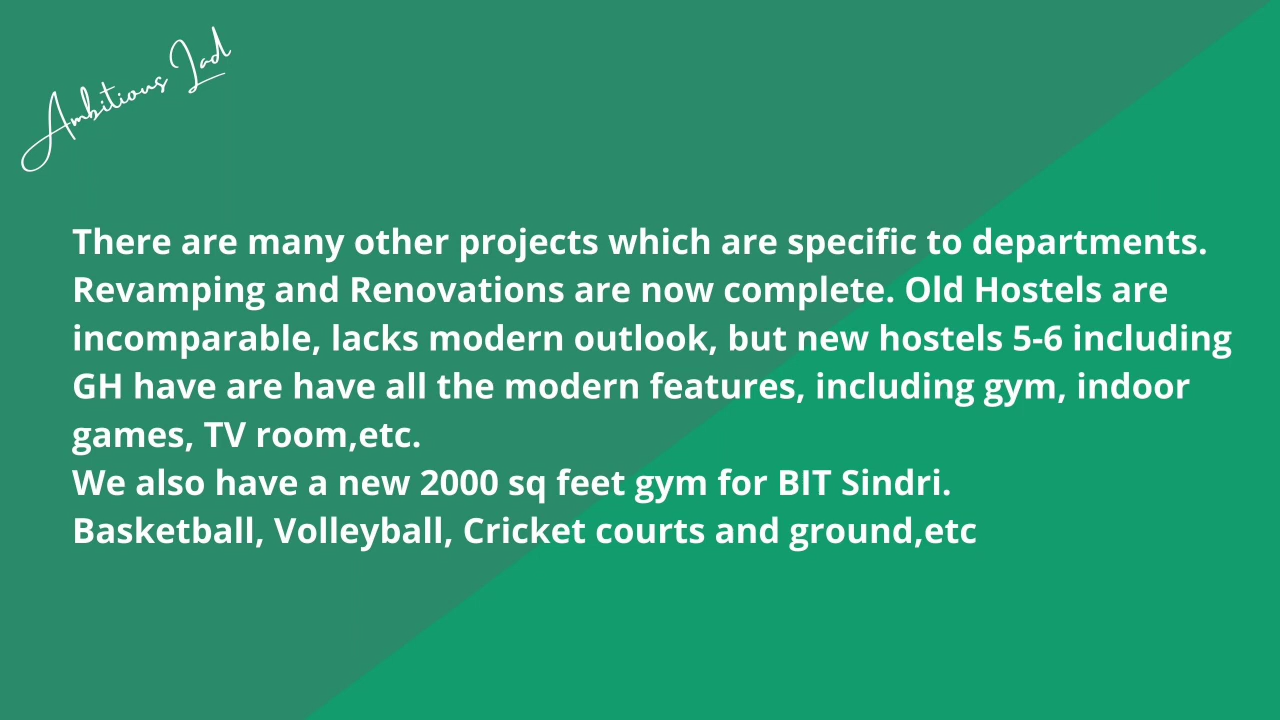 Ambitious Lad
There are many other projects which are specific to departments.
Revamping and Renovations are now complete. Old Hostels are
incomparable, lacks modern outlook, but new hostels 5-6 including
GH have are have all the modern features, including gym, indoor
games, TV room,etc.
We also have a new 2000 sq feet gym for BIT Sindri.
Basketball, Volleyball, Cricket courts and ground,etc